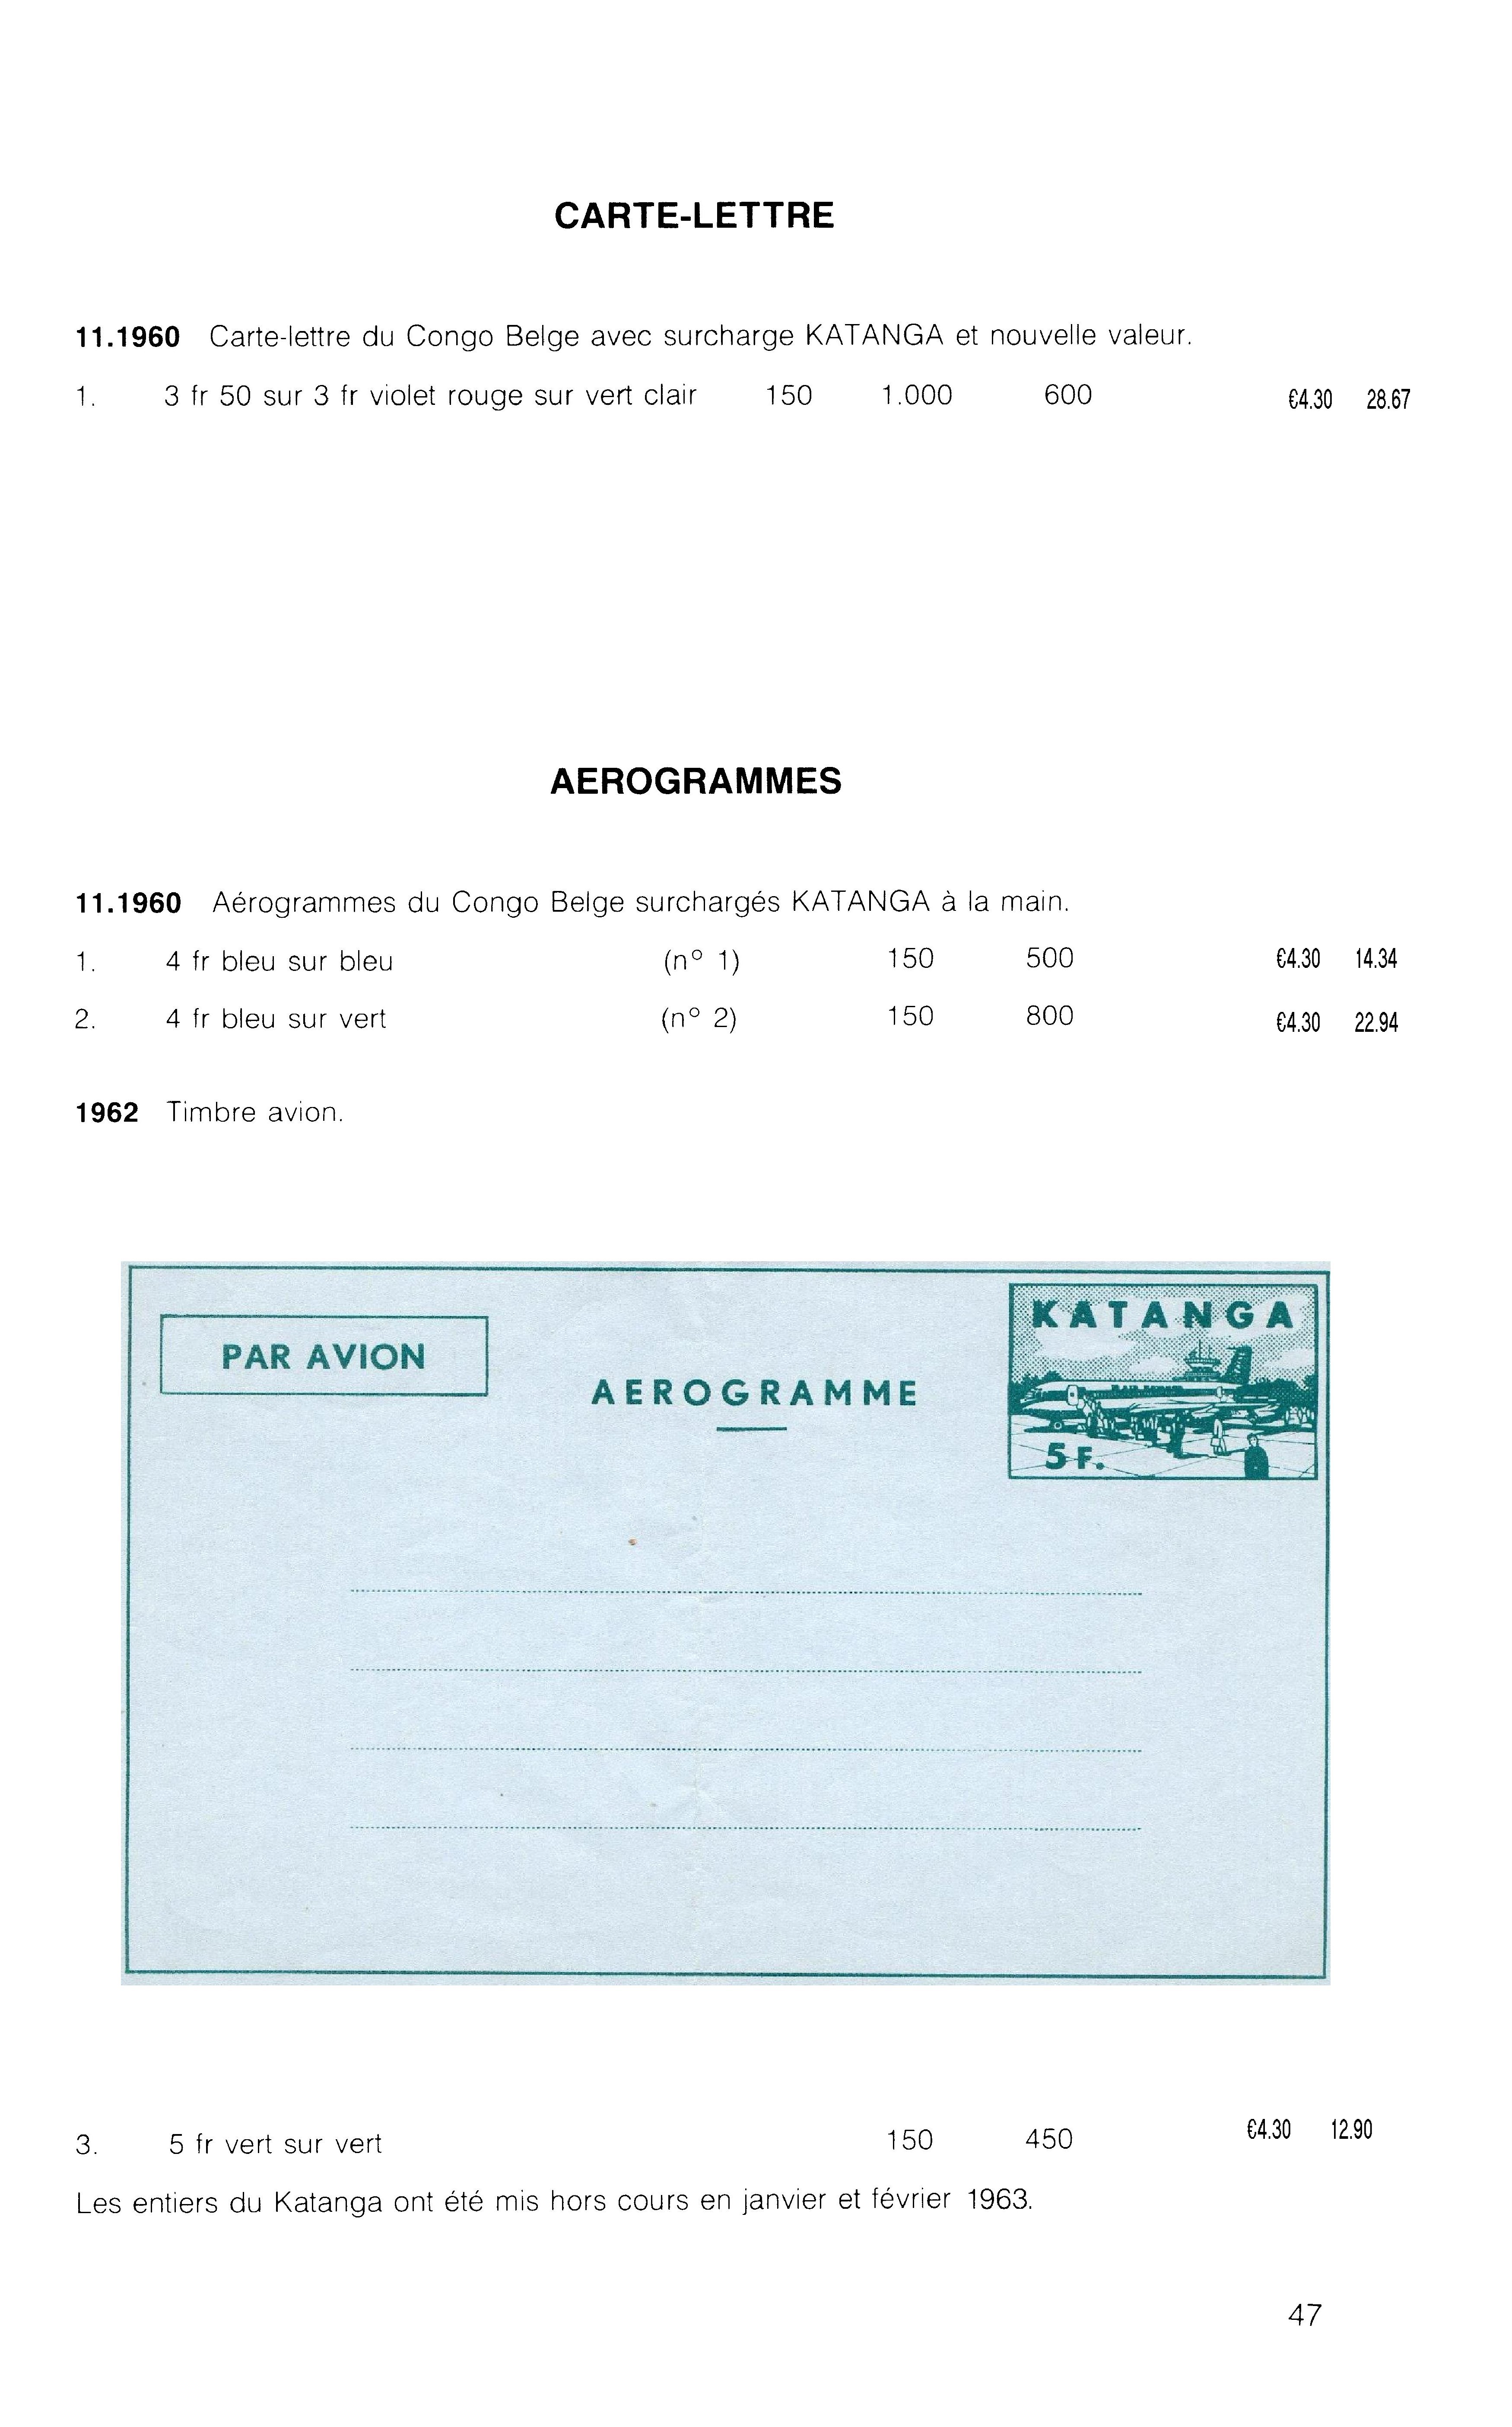 CARTE-LETTRE
11.1960 Carte-lettre du Congo Belge avec surcharge KATANGA et nouvelle valeur.
1. 3 fr 50 sur 3 fr violet rouge sur vert clair 150 1.000 600 €4.30 28.67
AEROGRAMMES
11.1960 Aérogrammes du Congo Belge surchargés KATANGA à la main.
1. 4 fr bleu sur bleu (n° 1) 150 500 €4.30 14.34
2. 4 fr bleu sur vert (n° 2) 150 800 €4.30 22.94
1962 Timbre avion.
KATANGA
PAR AVION
AEROGRAMME
5 F.
3. 5 fr vert sur vert 150 450 €4.30 12.90
Les entiers du Katanga ont été mis hors cours en janvier et février 1963.
47